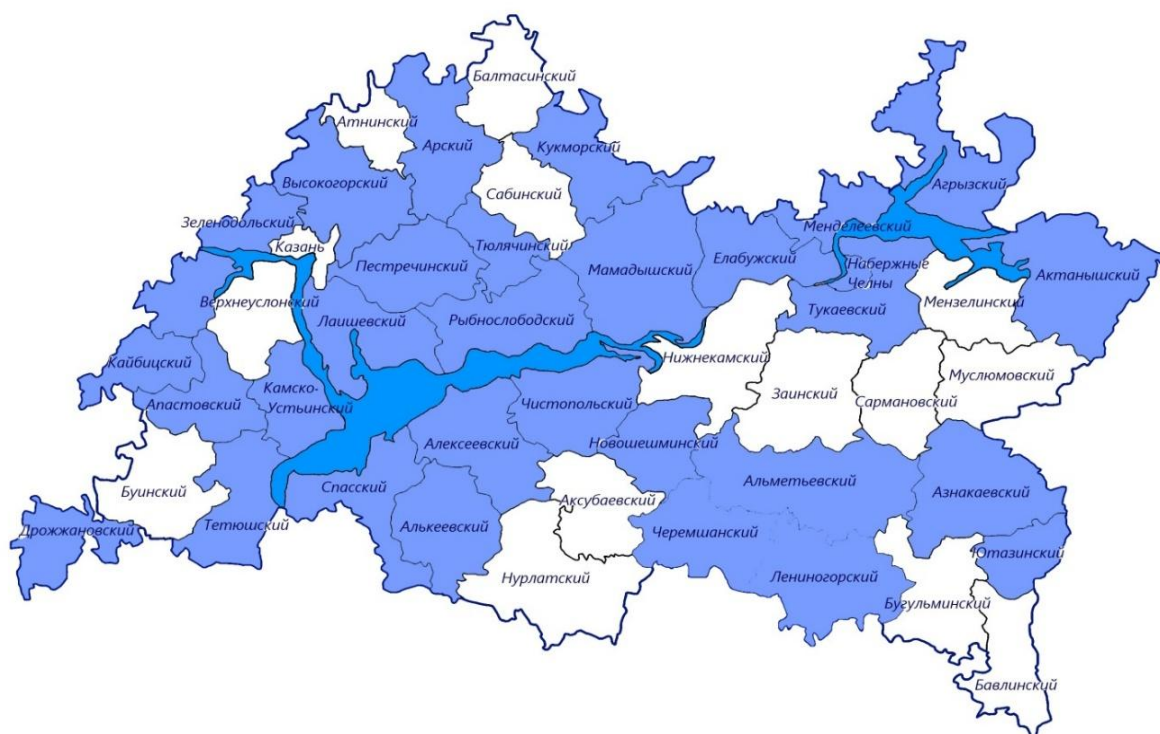 Балтасинский
Атнинский
Арский
Кукморский
Высокогорский
Сабинский
Агрызский
Зеленодольский
Казань
Тюлячинский
Менделеевский
Пестречинский
Мамадышский
Елабужский
Набержные
Челны
Актанышский
Верхнеуслонский
Мензелинский
Лаишевский
Рыбнослободский
Тукаевский
Кайбицский
Нижнекамский
Муслюмовский
Камско-
Устьинский
Апастовский
Чистопольский
Заинский
Сармановский
Алексеевский
Новошешминский
Буинский
Спасский
Альметьевский
Азнакаевский
Аксубаевский
Тетюшский
Дрожжановский
Алькеевский
Черемшанский
Ютазинский
Нурлатский
Лениногорский
Бугульминский
Бавлинский